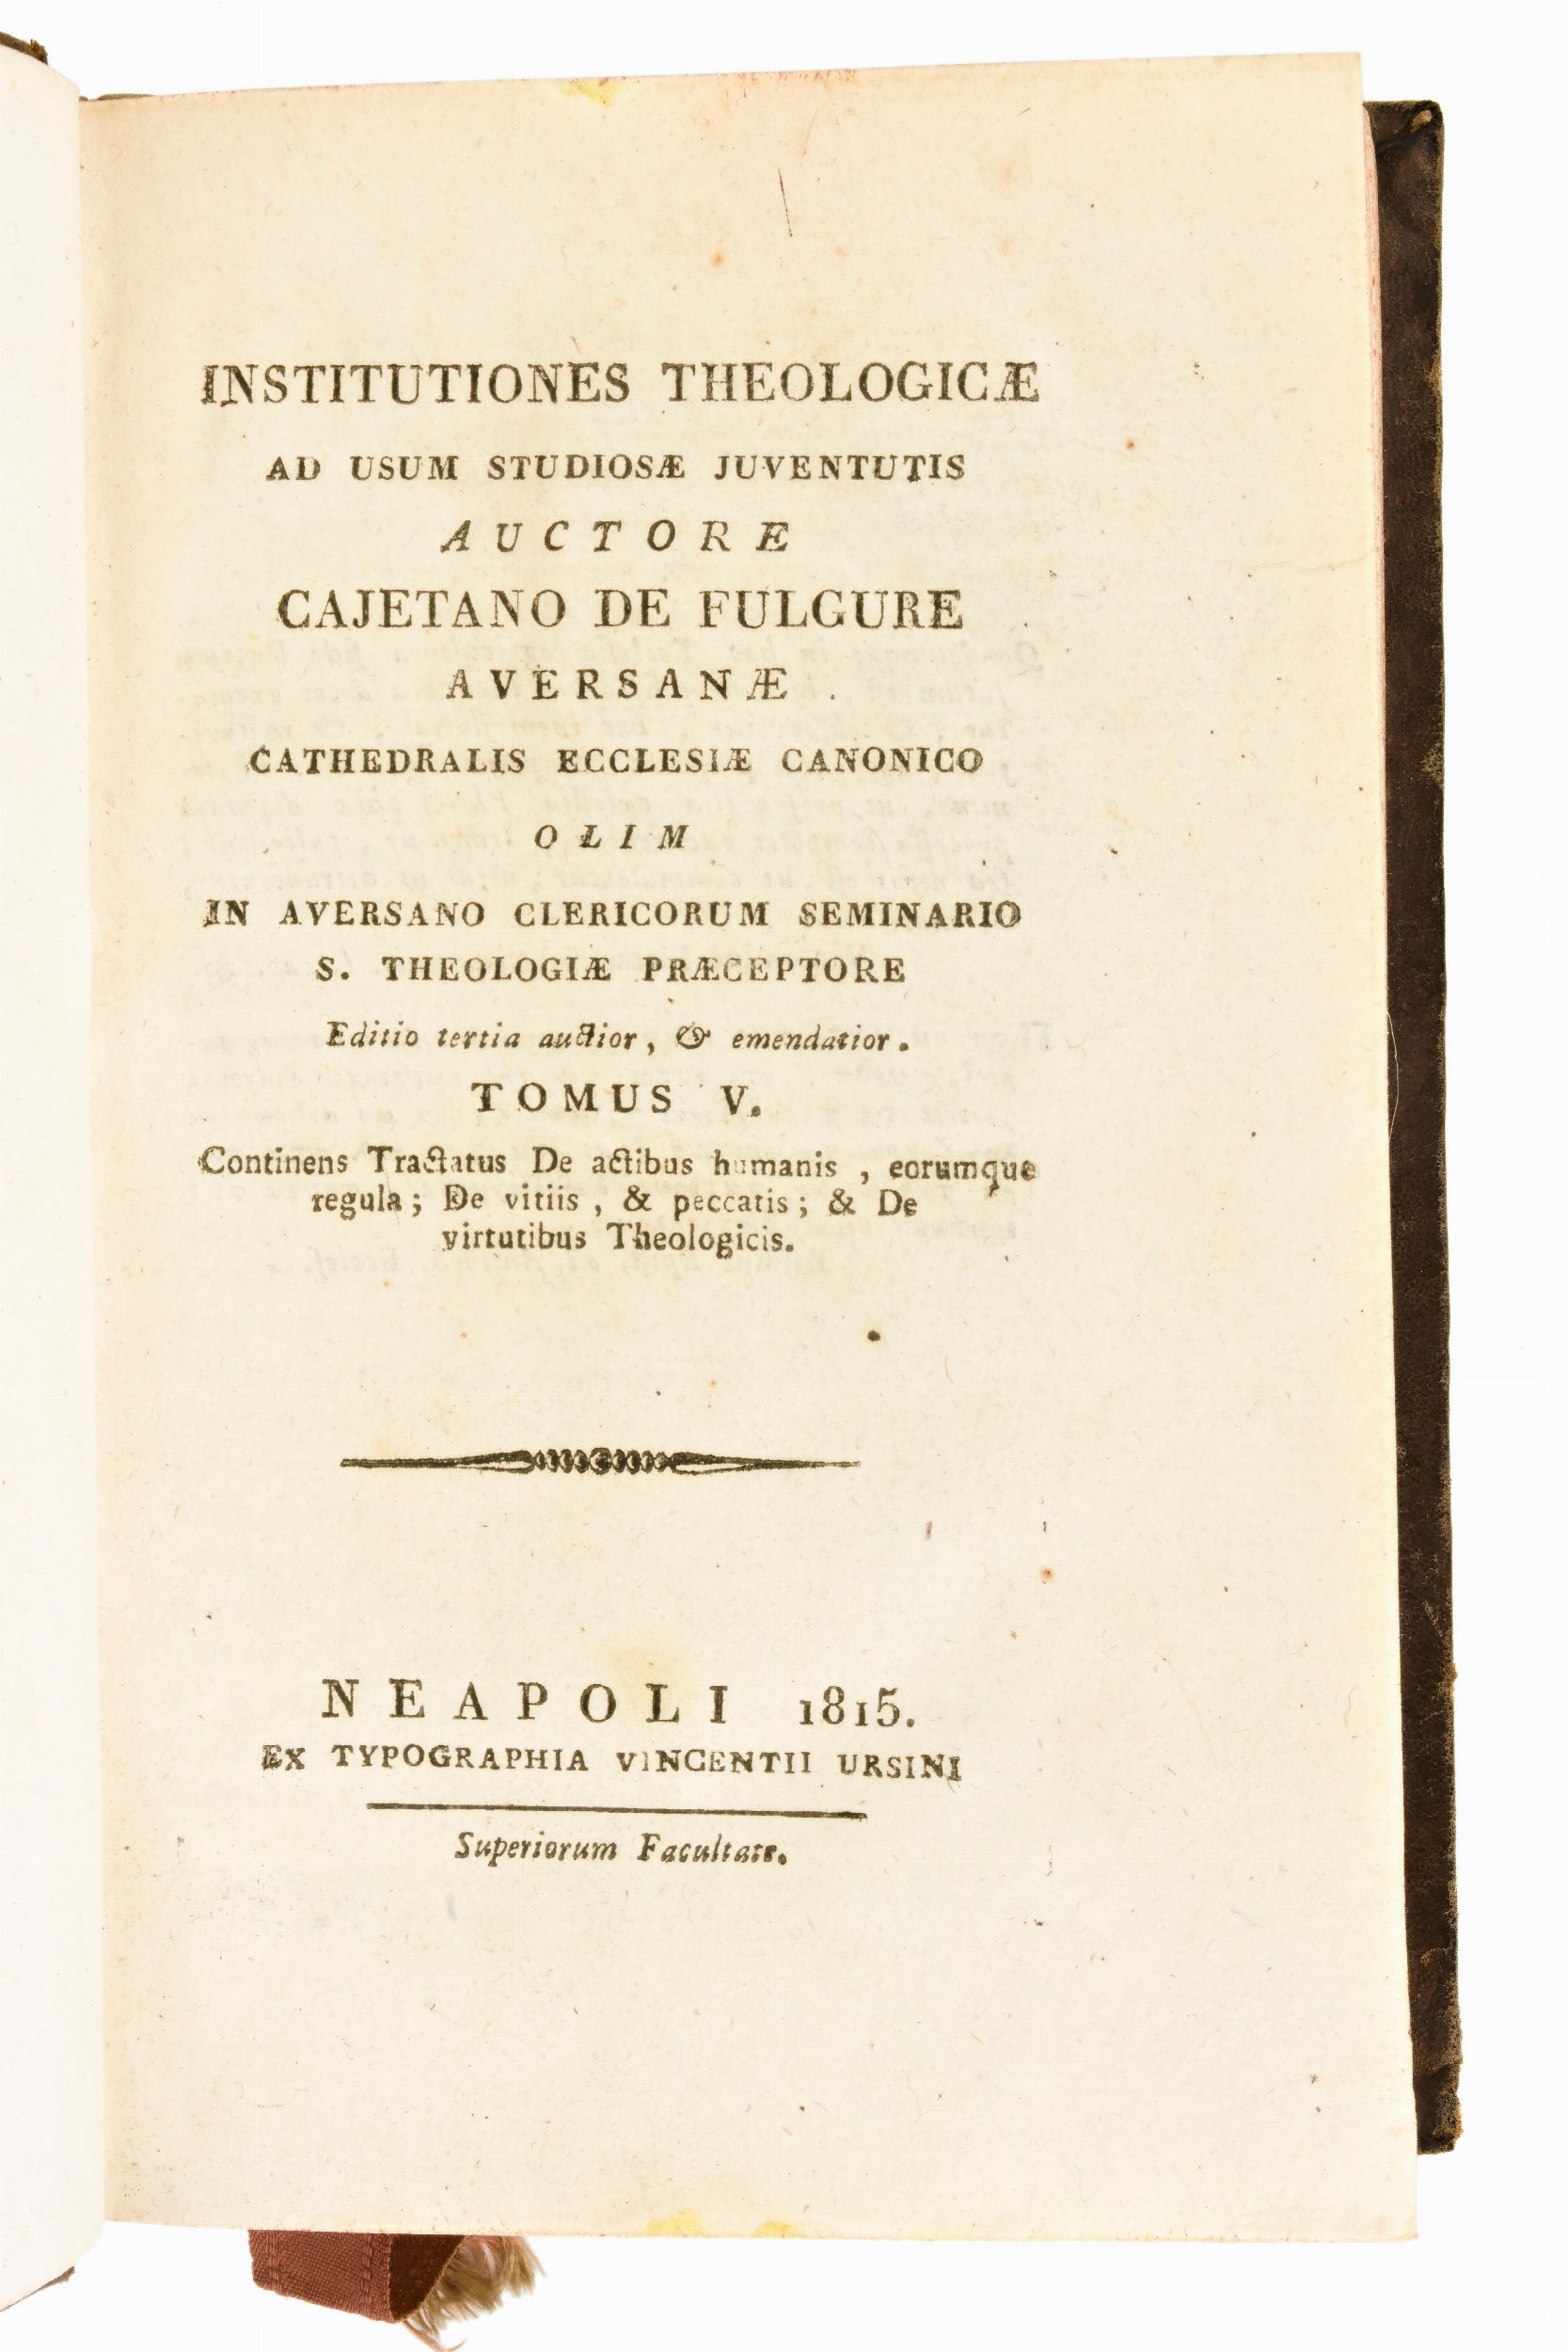 INSTITUTIONES THEOLOGICÆ
AD USUM STUDIOSÆ JUVENTUTIS
AUCTORE
CAJETANO DE FULGURE
AVERSANÆ
CATHEDRALIS ECCLESIÆ CANONICO
OLIM
IN AVERSANO CLERICORUM SEMINARIO
S. THEOLOGIÆ PRÆCEPTORE
Editio tertia auctior, & emendatior.
TOMUS V.
Continens Tractatus De actibus humanis, eorumque
regula; De vitiis, & peccatis; & De
virtutibus Theologicis.
NEAPOLI 1815.
EX TYPOGRAPHIA VINCENTII URSINI
Superiorum Facultate.